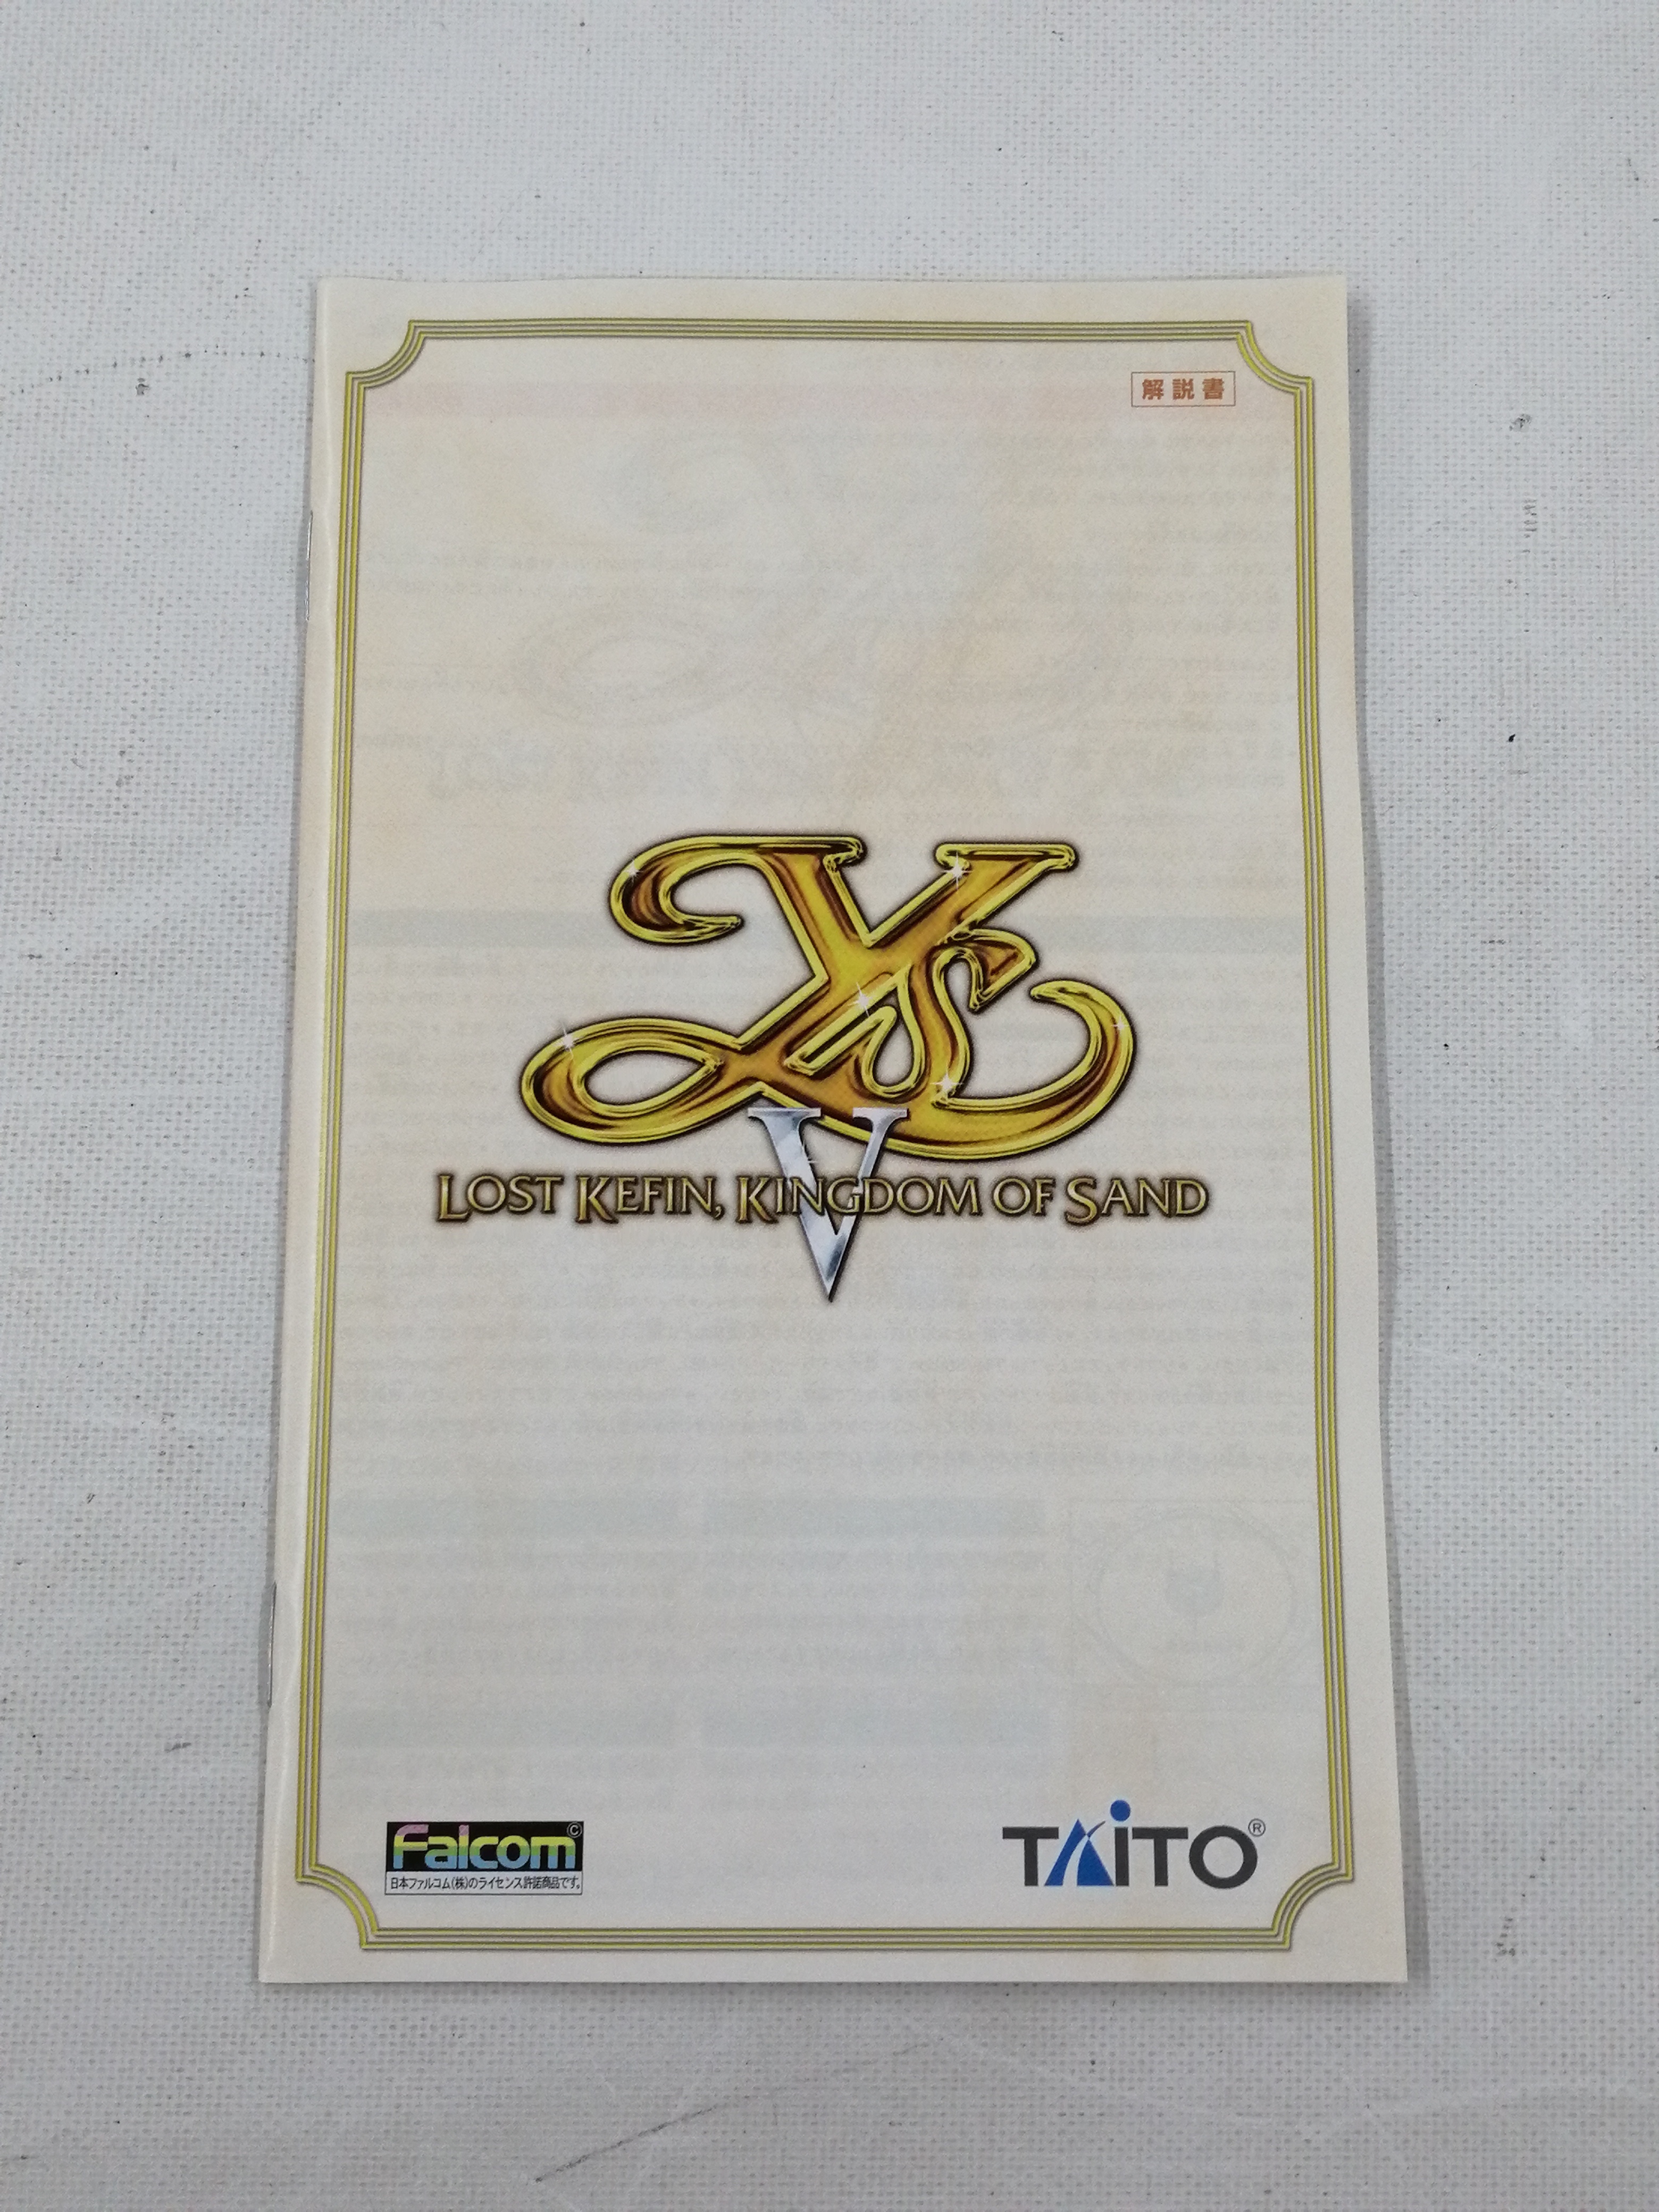 解説書
Ys
V
LOST KEFIN, KINGDOM OF SAND
Falcom©
日本ファルコム(株)のライセンス許諾商品です。
TAiTO®